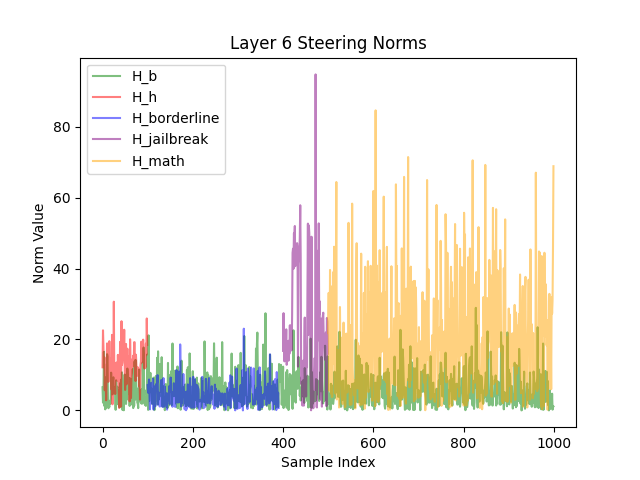 Layer 6 Steering Norms
H_b
H_h
H_borderline
H_jailbreak
H_math
Norm Value
80
60
40
20
0
0 200 400 600 800 1000
Sample Index